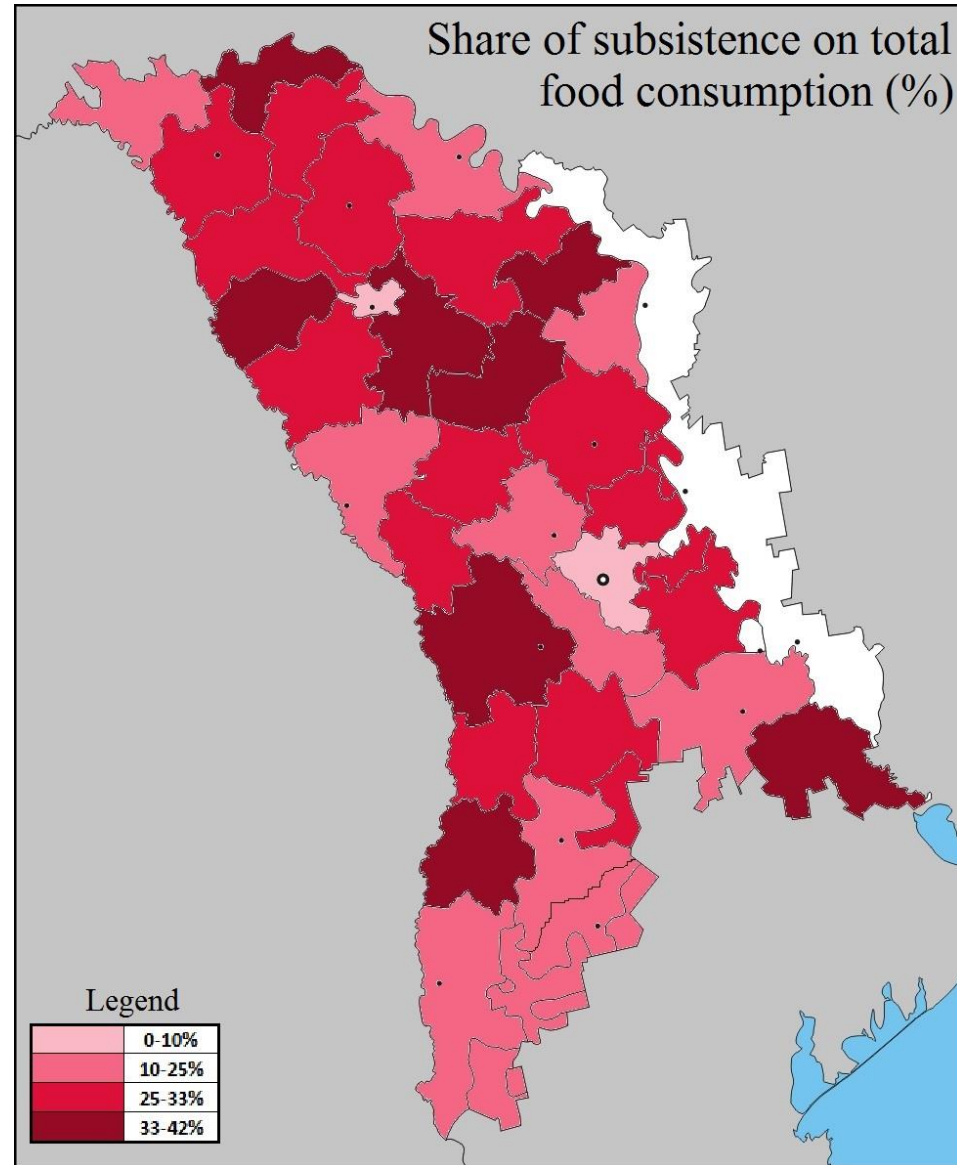 Share of subsistence on total
food consumption (%)
Legend
0-10%
10-25%
25-33%
33-42%